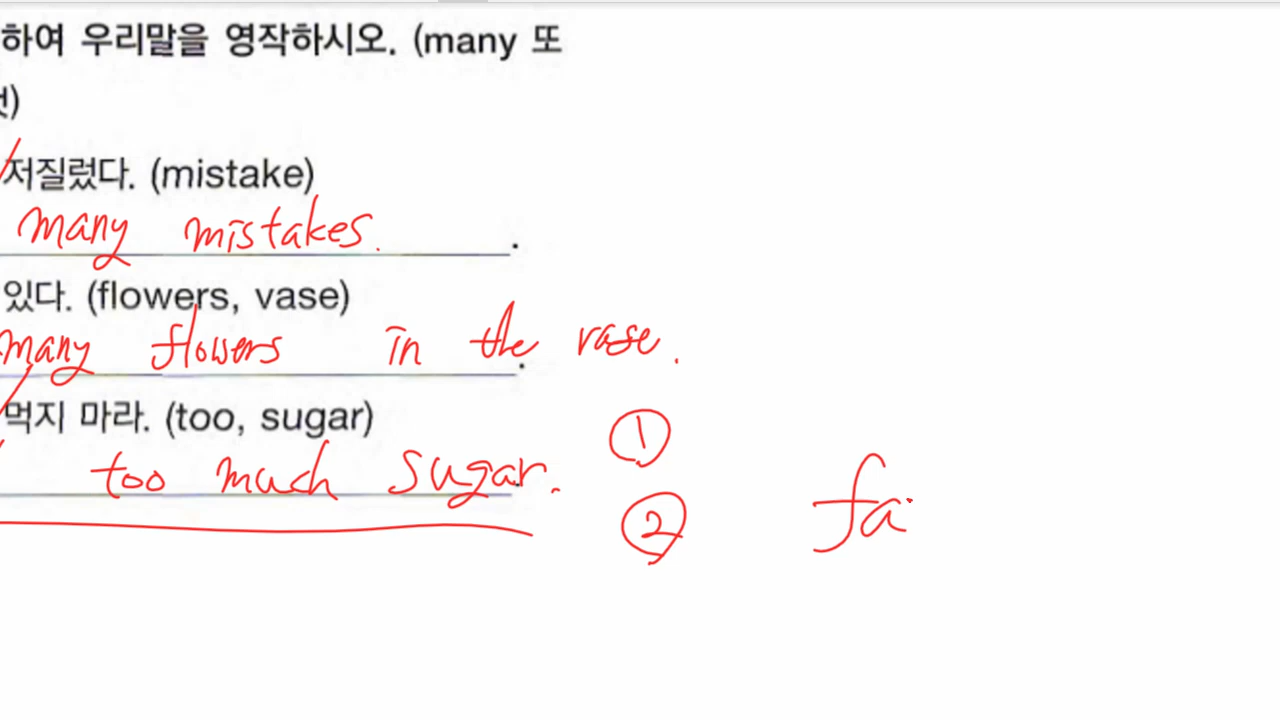 하여 우리말을 영작하시오. (many 또
것)
저질렀다. (mistake)
many mistakes. .
있다. (flowers, vase)
many flowers in the vase. .
먹지 마라. (too, sugar)
too much sugar.
①
② fa